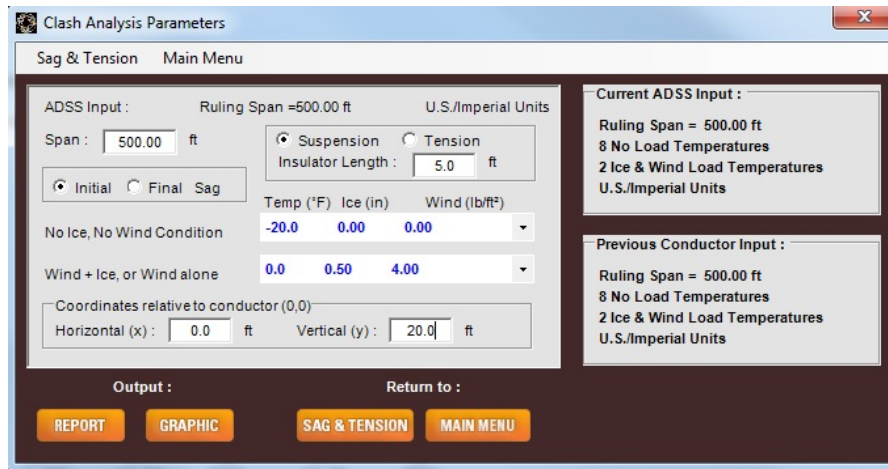 Clash Analysis Parameters
X
Sag & Tension Main Menu
ADSS Input : Ruling Span =500.00 ft U.S./Imperial Units
Span : 500.00 ft
Suspension Tension
Insulator Length : 5.0 ft
Initial Final Sag
Temp (°F) Ice (in) Wind (lb/ft²)
No Ice, No Wind Condition -20.0 0.00 0.00
Wind + Ice, or Wind alone 0.0 0.50 4.00
Coordinates relative to conductor (0,0)
Horizontal (x) : 0.0 ft Vertical (y) : 20.0 ft
Current ADSS Input :
Ruling Span = 500.00 ft
8 No Load Temperatures
2 Ice & Wind Load Temperatures
U.S./Imperial Units
Previous Conductor Input :
Ruling Span = 500.00 ft
8 No Load Temperatures
2 Ice & Wind Load Temperatures
U.S./Imperial Units
Output : Return to :
REPORT GRAPHIC SAG & TENSION MAIN MENU